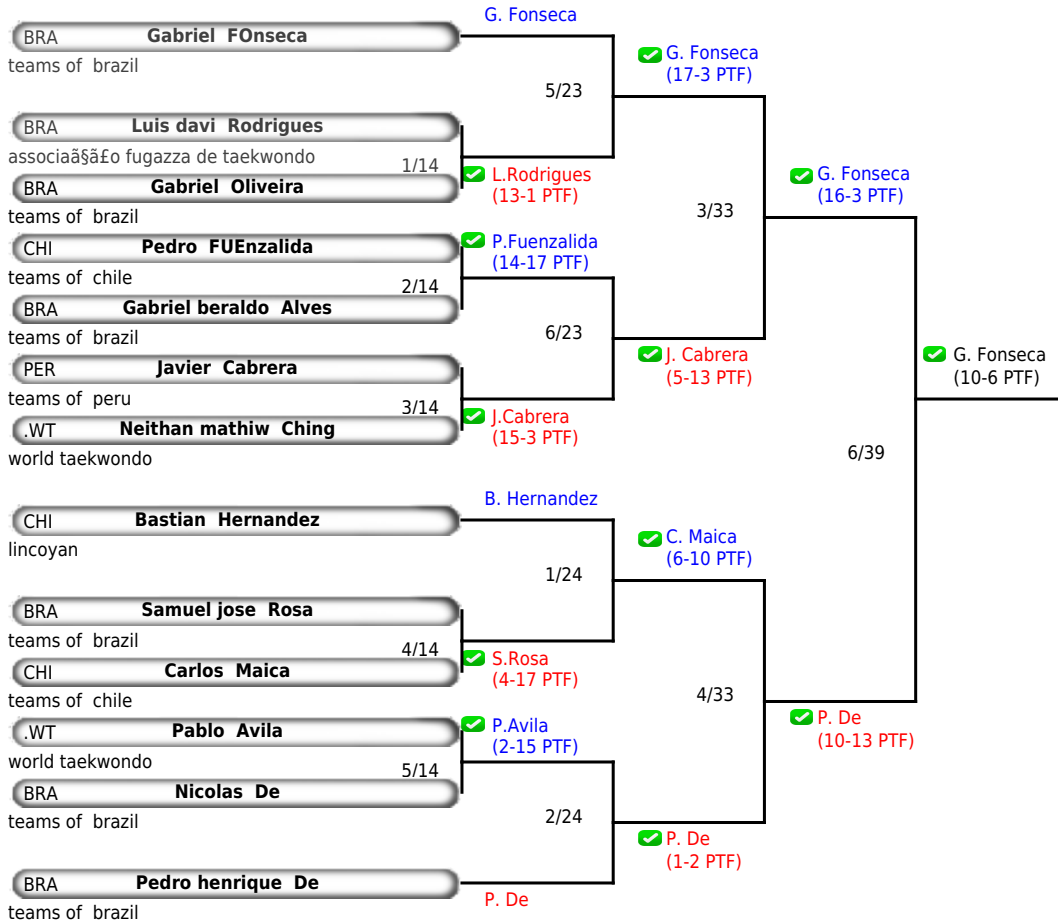 G. Fonseca
BRA Gabriel FOnseca
teams of brazil
G. Fonseca
(17-3 PTF)
5/23
BRA Luis davi Rodrigues
associaã§ã£o fugazza de taekwondo
1/14
L.Rodrigues
(13-1 PTF)
BRA Gabriel Oliveira
teams of brazil
G. Fonseca
(16-3 PTF)
3/33
CHI Pedro FUEnzalida
teams of chile
P.Fuenzalida
(14-17 PTF)
2/14
BRA Gabriel beraldo Alves
teams of brazil
6/23
PER Javier Cabrera
teams of peru
J. Cabrera
(5-13 PTF)
G. Fonseca
(10-6 PTF)
3/14
J.Cabrera
(15-3 PTF)
.WT Neithan mathiw Ching
world taekwondo
6/39
B. Hernandez
CHI Bastian Hernandez
lincoyan
C. Maica
(6-10 PTF)
1/24
BRA Samuel jose Rosa
teams of brazil
4/14
S.Rosa
(4-17 PTF)
CHI Carlos Maica
teams of chile
4/33
.WT Pablo Avila
world taekwondo
P.Avila
(2-15 PTF)
P. De
(10-13 PTF)
5/14
BRA Nicolas De
teams of brazil
2/24
P. De
(1-2 PTF)
BRA Pedro henrique De
teams of brazil
P. De